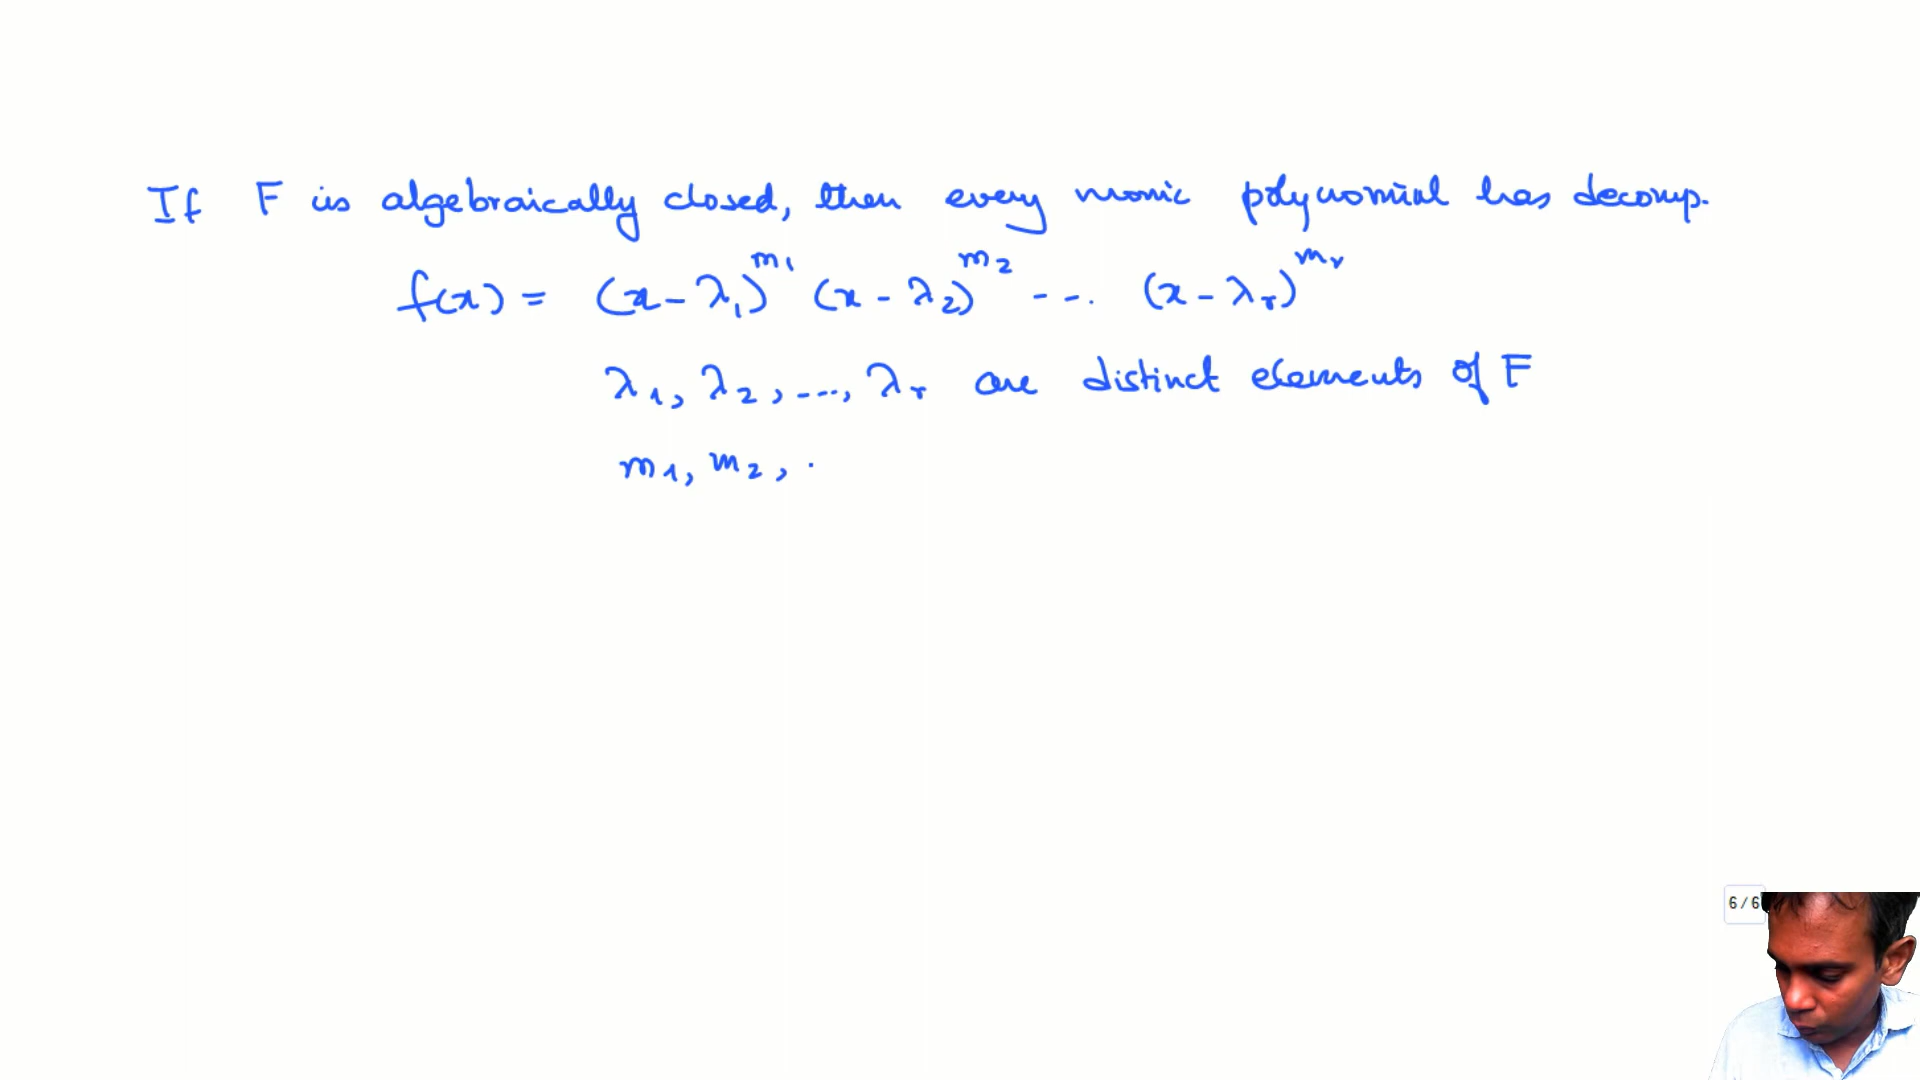 If F is algebraically closed, then every monic polynomial has decomp.
f(x) = (x-λ₁)^m₁ (x-λ₂)^m₂ --. (x-λᵣ)^mᵣ
λ₁, λ₂, ..., λᵣ are distinct elements of F
m₁, m₂, .
6/6